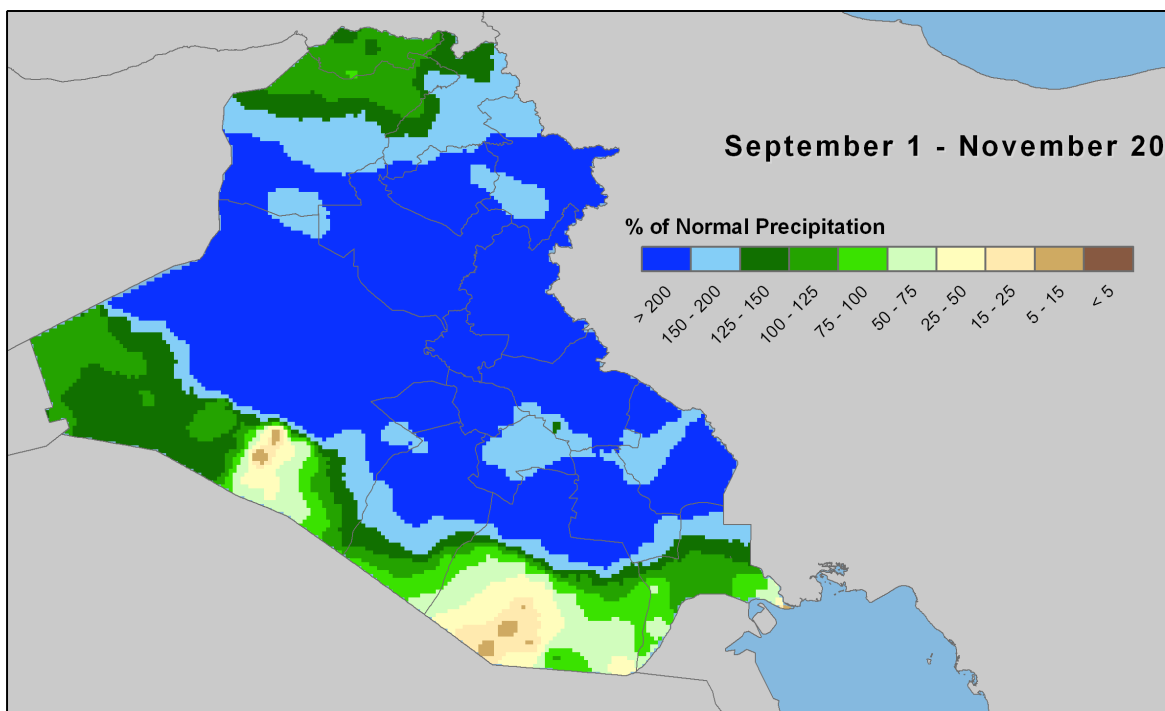 September 1 - November 20
% of Normal Precipitation
> 200
150 - 200
125 - 150
100 - 125
75 - 100
50 - 75
25 - 50
15 - 25
5 - 15
< 5